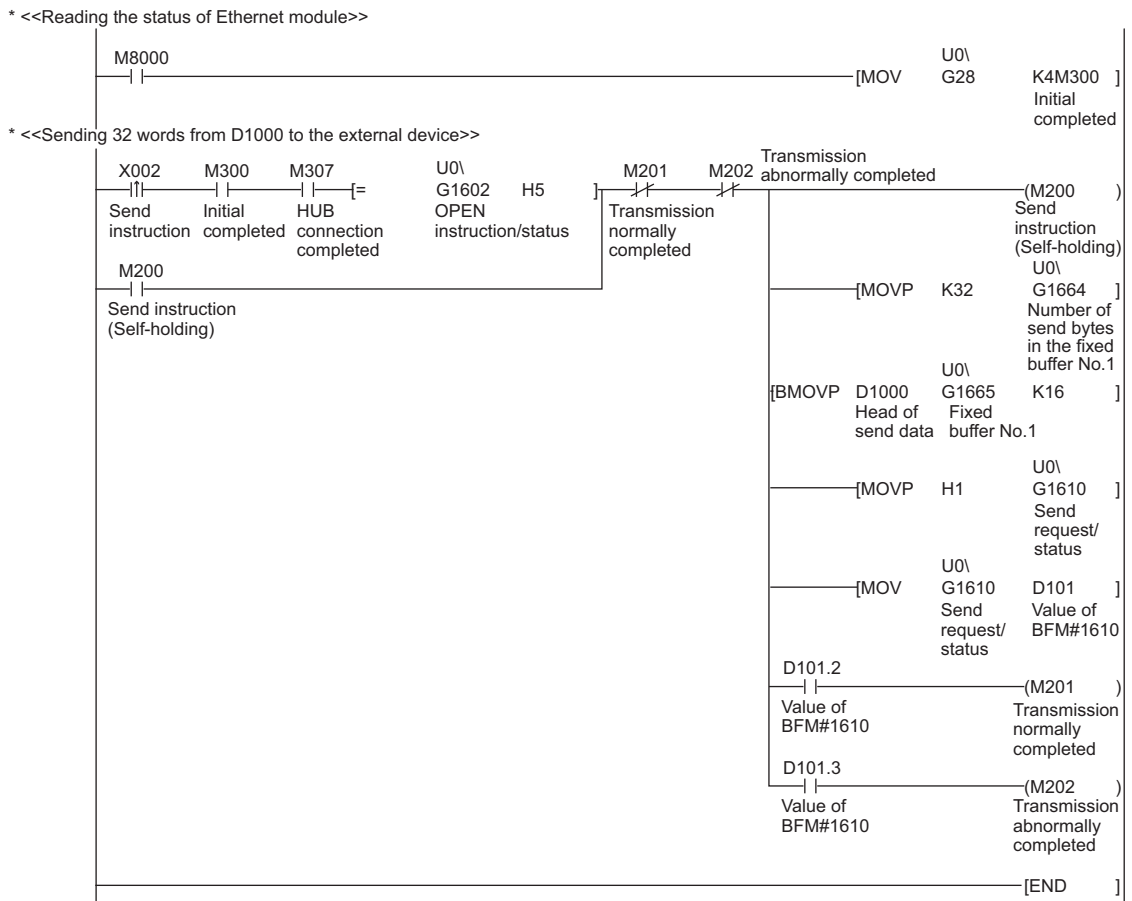 * <<Reading the status of Ethernet module>>
M8000
U0\
[MOV G28 K4M300 ]
Initial
completed
* <<Sending 32 words from D1000 to the external device>>
X002 M300 M307 U0\ M201 M202 Transmission
abnormally completed
[= G1602 H5 ] (M200 )
Send
instruction
Initial
completed
HUB
connection
completed
OPEN
instruction/status
Transmission
normally
completed
Send
instruction
(Self-holding)
M200
Send instruction
(Self-holding)
U0\
[MOVP K32 G1664 ]
Number of
send bytes
in the fixed
buffer No.1
U0\
[BMOVP D1000 G1665 K16 ]
Head of
send data
Fixed
buffer No.1
U0\
[MOVP H1 G1610 ]
Send
request/
status
U0\
[MOV G1610 D101 ]
Send
request/
status
Value of
BFM#1610
D101.2
(M201 )
Value of
BFM#1610
Transmission
normally
completed
D101.3
(M202 )
Value of
BFM#1610
Transmission
abnormally
completed
[END ]